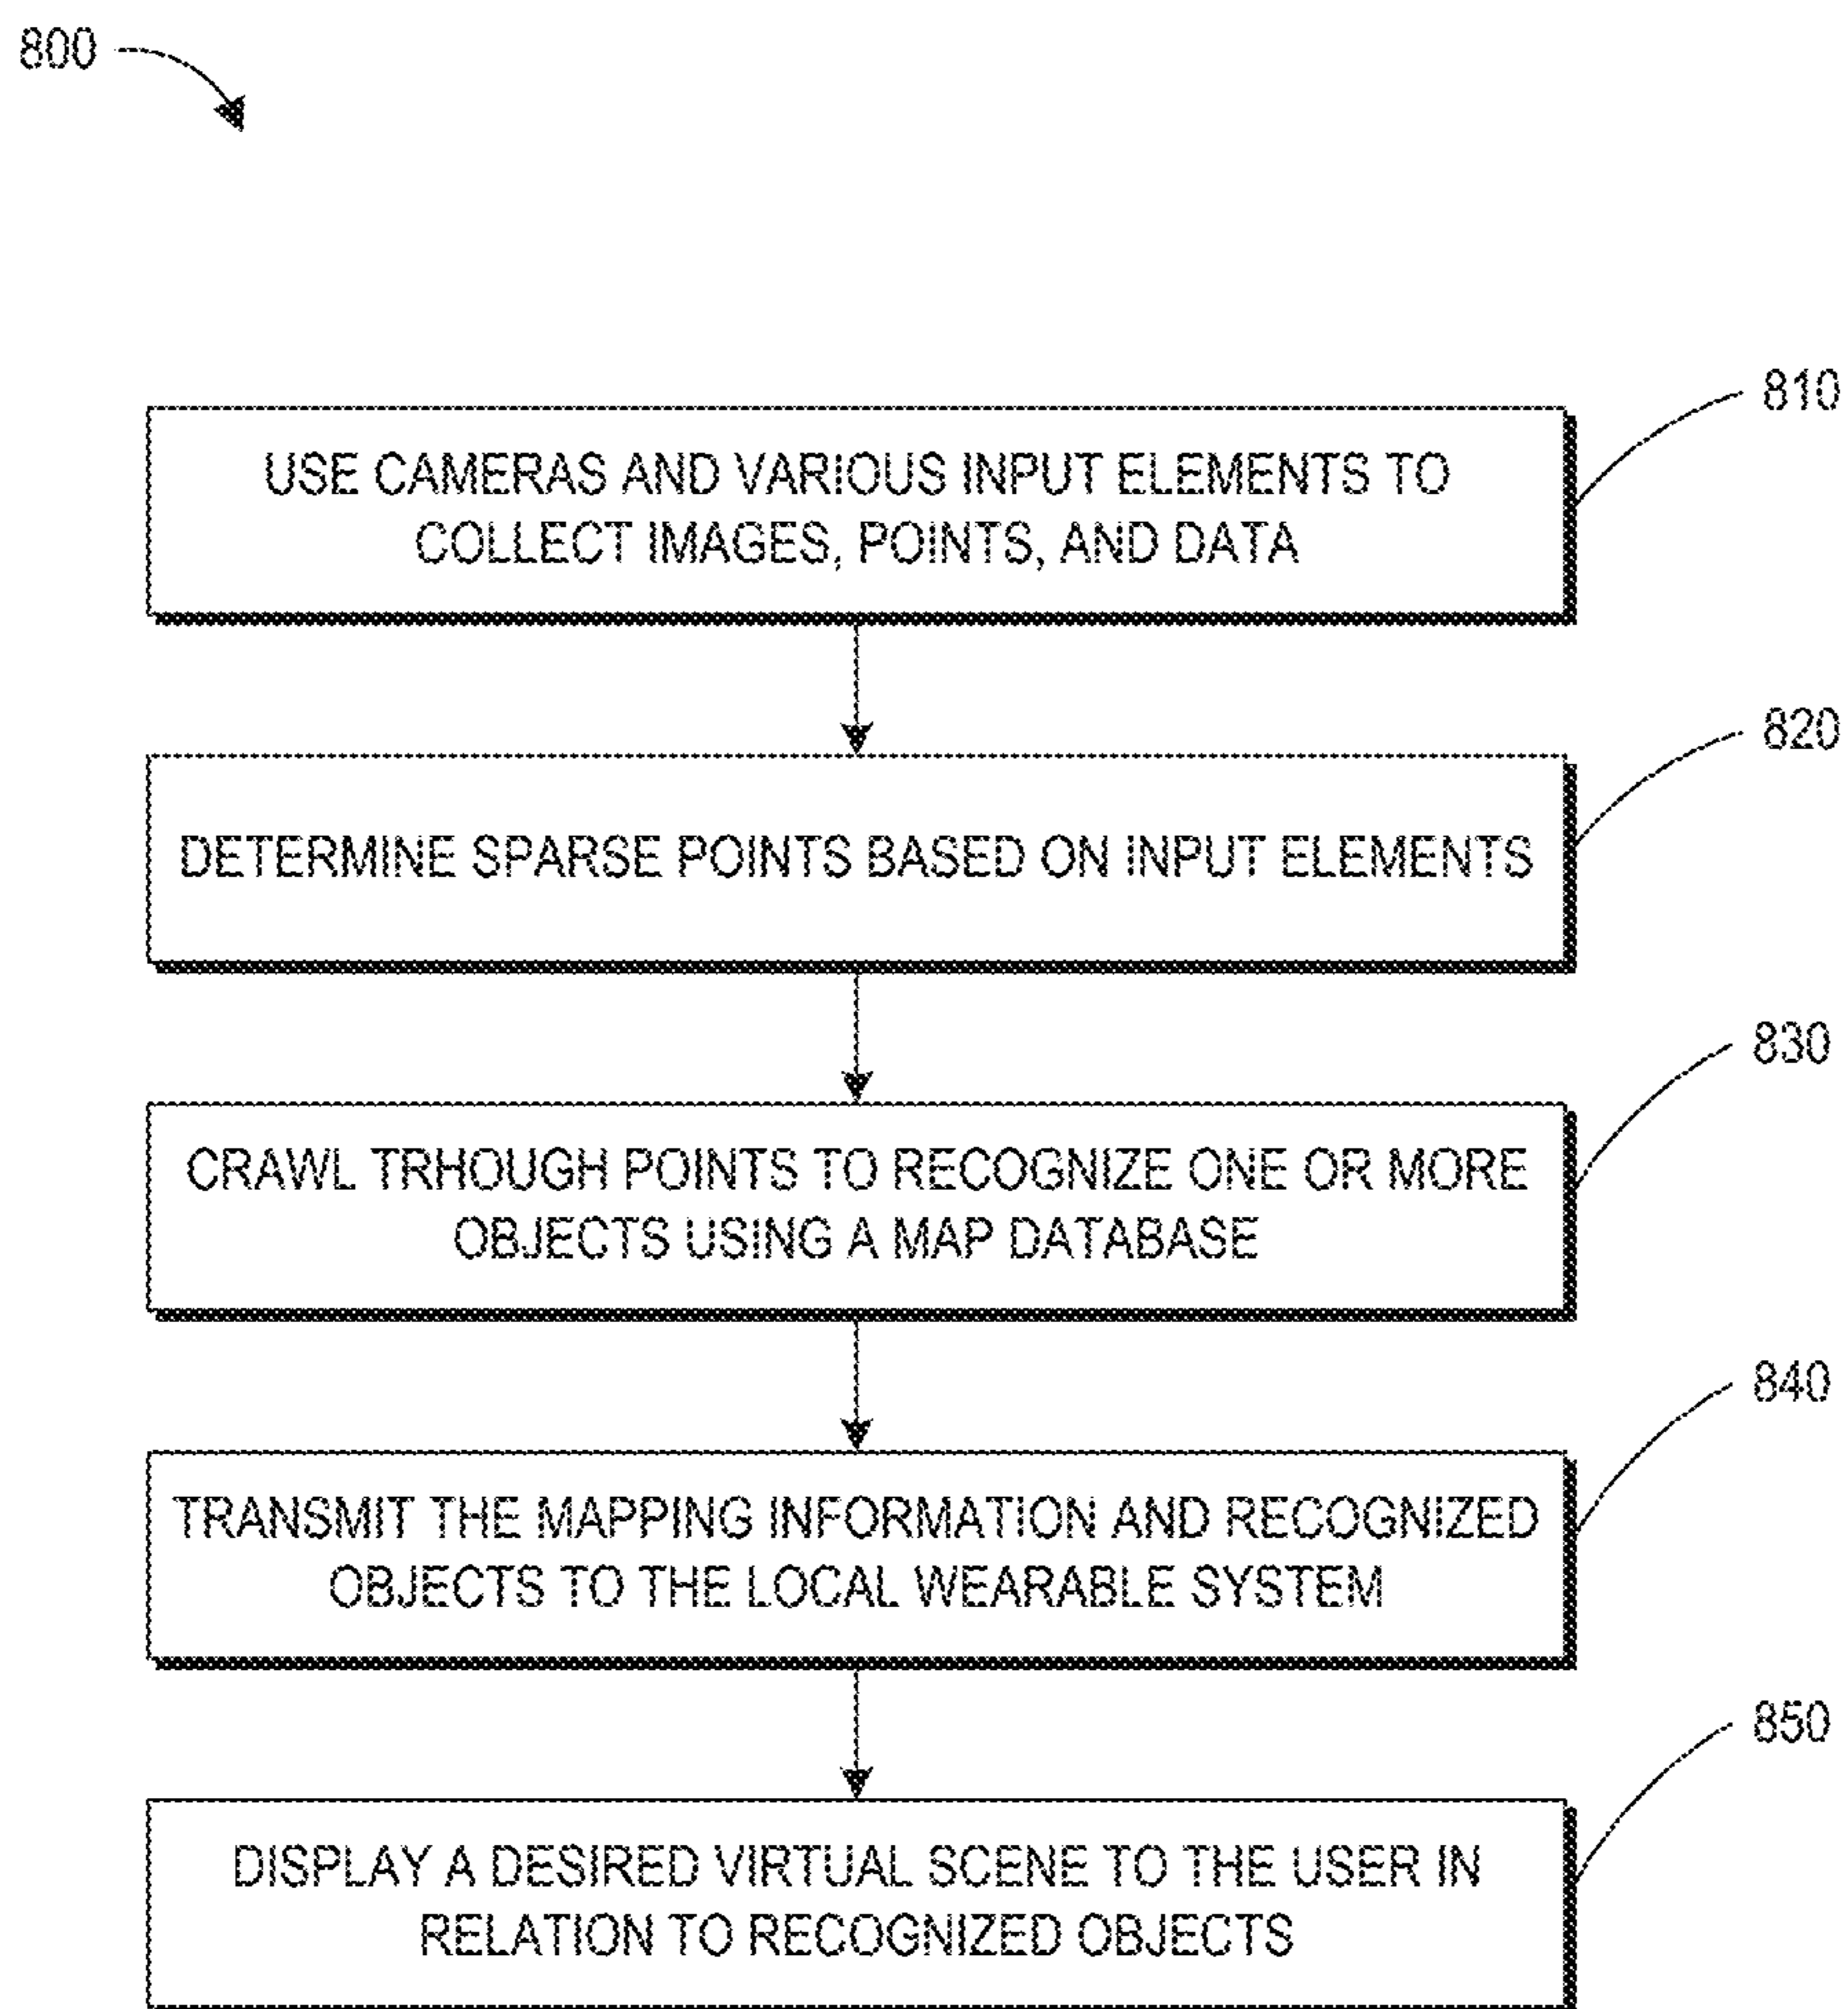 800
810
USE CAMERAS AND VARIOUS INPUT ELEMENTS TO
COLLECT IMAGES, POINTS, AND DATA
820
DETERMINE SPARSE POINTS BASED ON INPUT ELEMENTS
830
CRAWL TRHOUGH POINTS TO RECOGNIZE ONE OR MORE
OBJECTS USING A MAP DATABASE
840
TRANSMIT THE MAPPING INFORMATION AND RECOGNIZED
OBJECTS TO THE LOCAL WEARABLE SYSTEM
850
DISPLAY A DESIRED VIRTUAL SCENE TO THE USER IN
RELATION TO RECOGNIZED OBJECTS